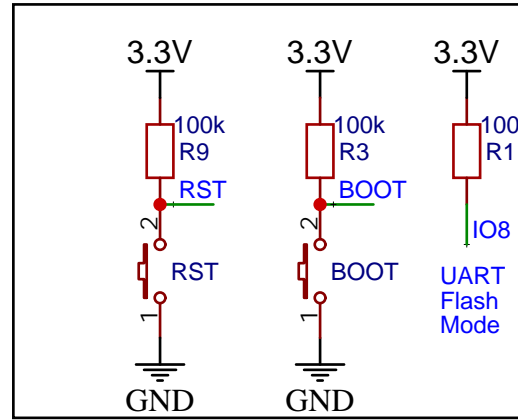 3.3V
3.3V
3.3V
100k
R9
100k
R3
100
R1
RST
BOOT
2
2
IO8
RST
BOOT
UART
Flash
Mode
1
1
GND
GND